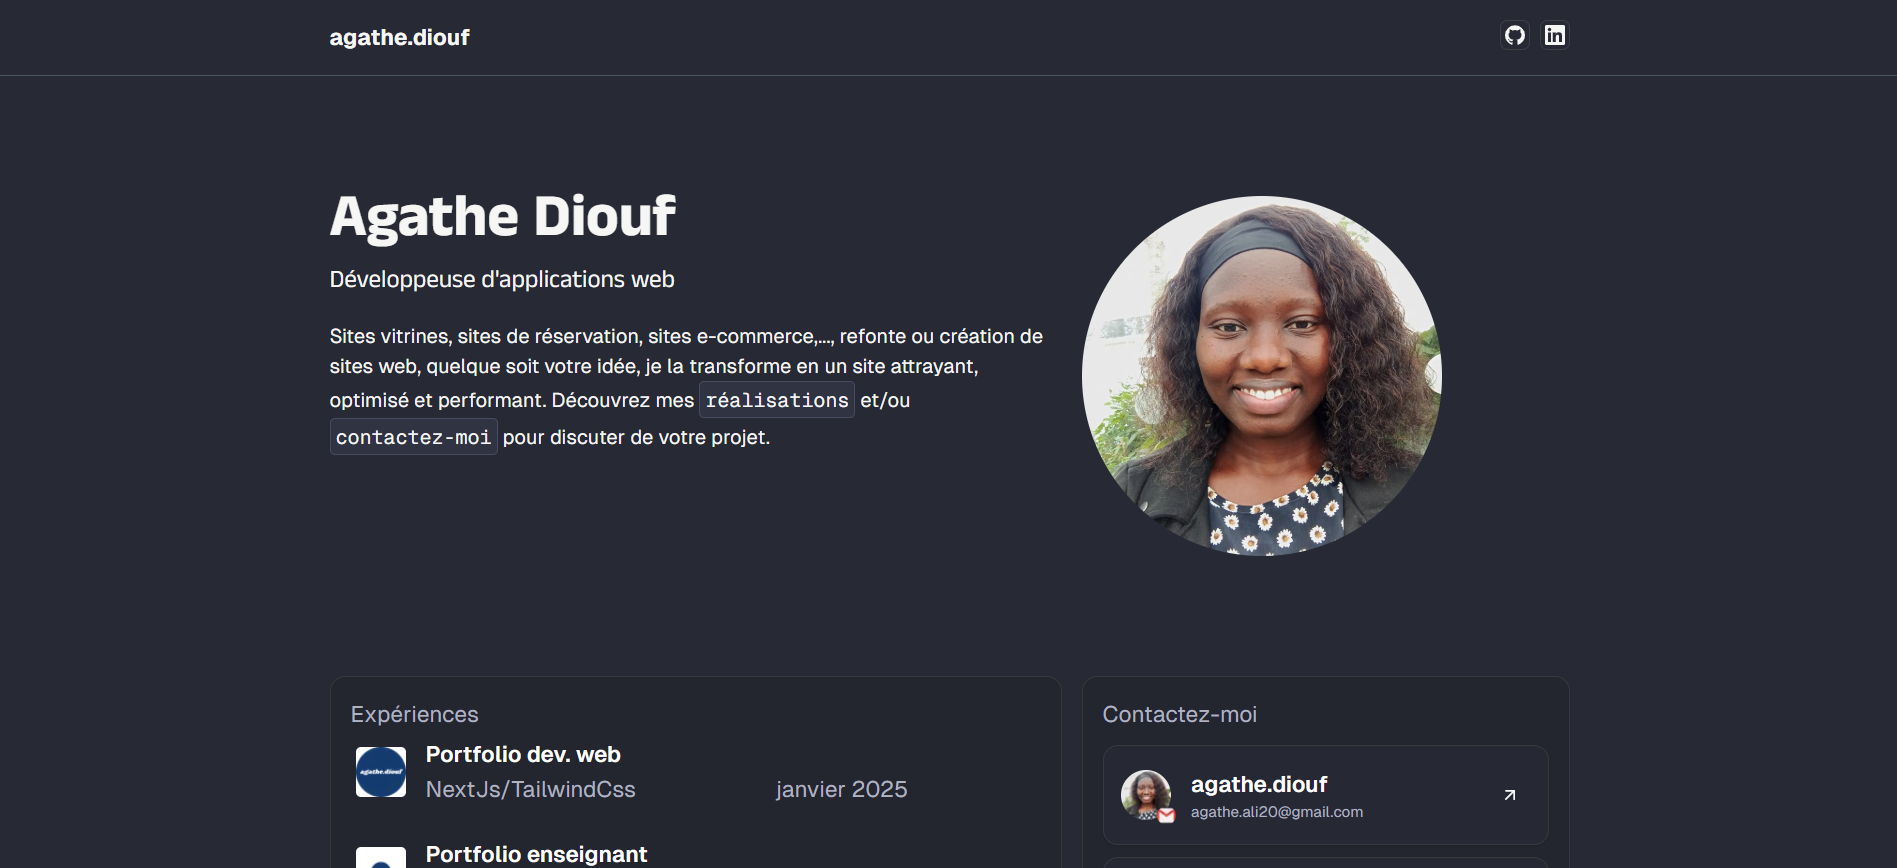 agathe.diouf
Agathe Diouf
Développeuse d'applications web
Sites vitrines, sites de réservation, sites e-commerce,..., refonte ou création de
sites web, quelque soit votre idée, je la transforme en un site attrayant,
optimisé et performant. Découvrez mes réalisations et/ou
contactez-moi pour discuter de votre projet.
Expériences
agathe.diouf
Portfolio dev. web
NextJs/TailwindCss janvier 2025
Portfolio enseignant
Contactez-moi
agathe.diouf
agathe.ali20@gmail.com